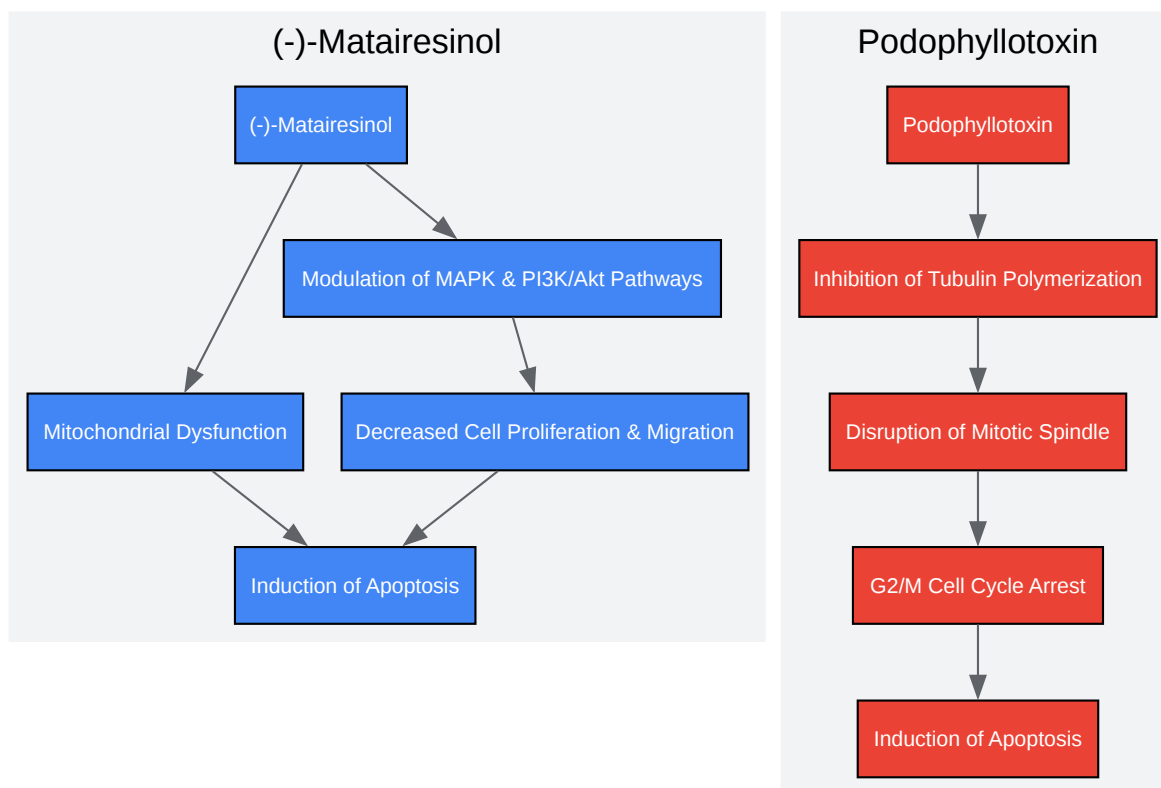 (-)-Matairesinol
(-)-Matairesinol
Modulation of MAPK & PI3K/Akt Pathways
Mitochondrial Dysfunction
Decreased Cell Proliferation & Migration
Induction of Apoptosis
Podophyllotoxin
Podophyllotoxin
Inhibition of Tubulin Polymerization
Disruption of Mitotic Spindle
G2/M Cell Cycle Arrest
Induction of Apoptosis